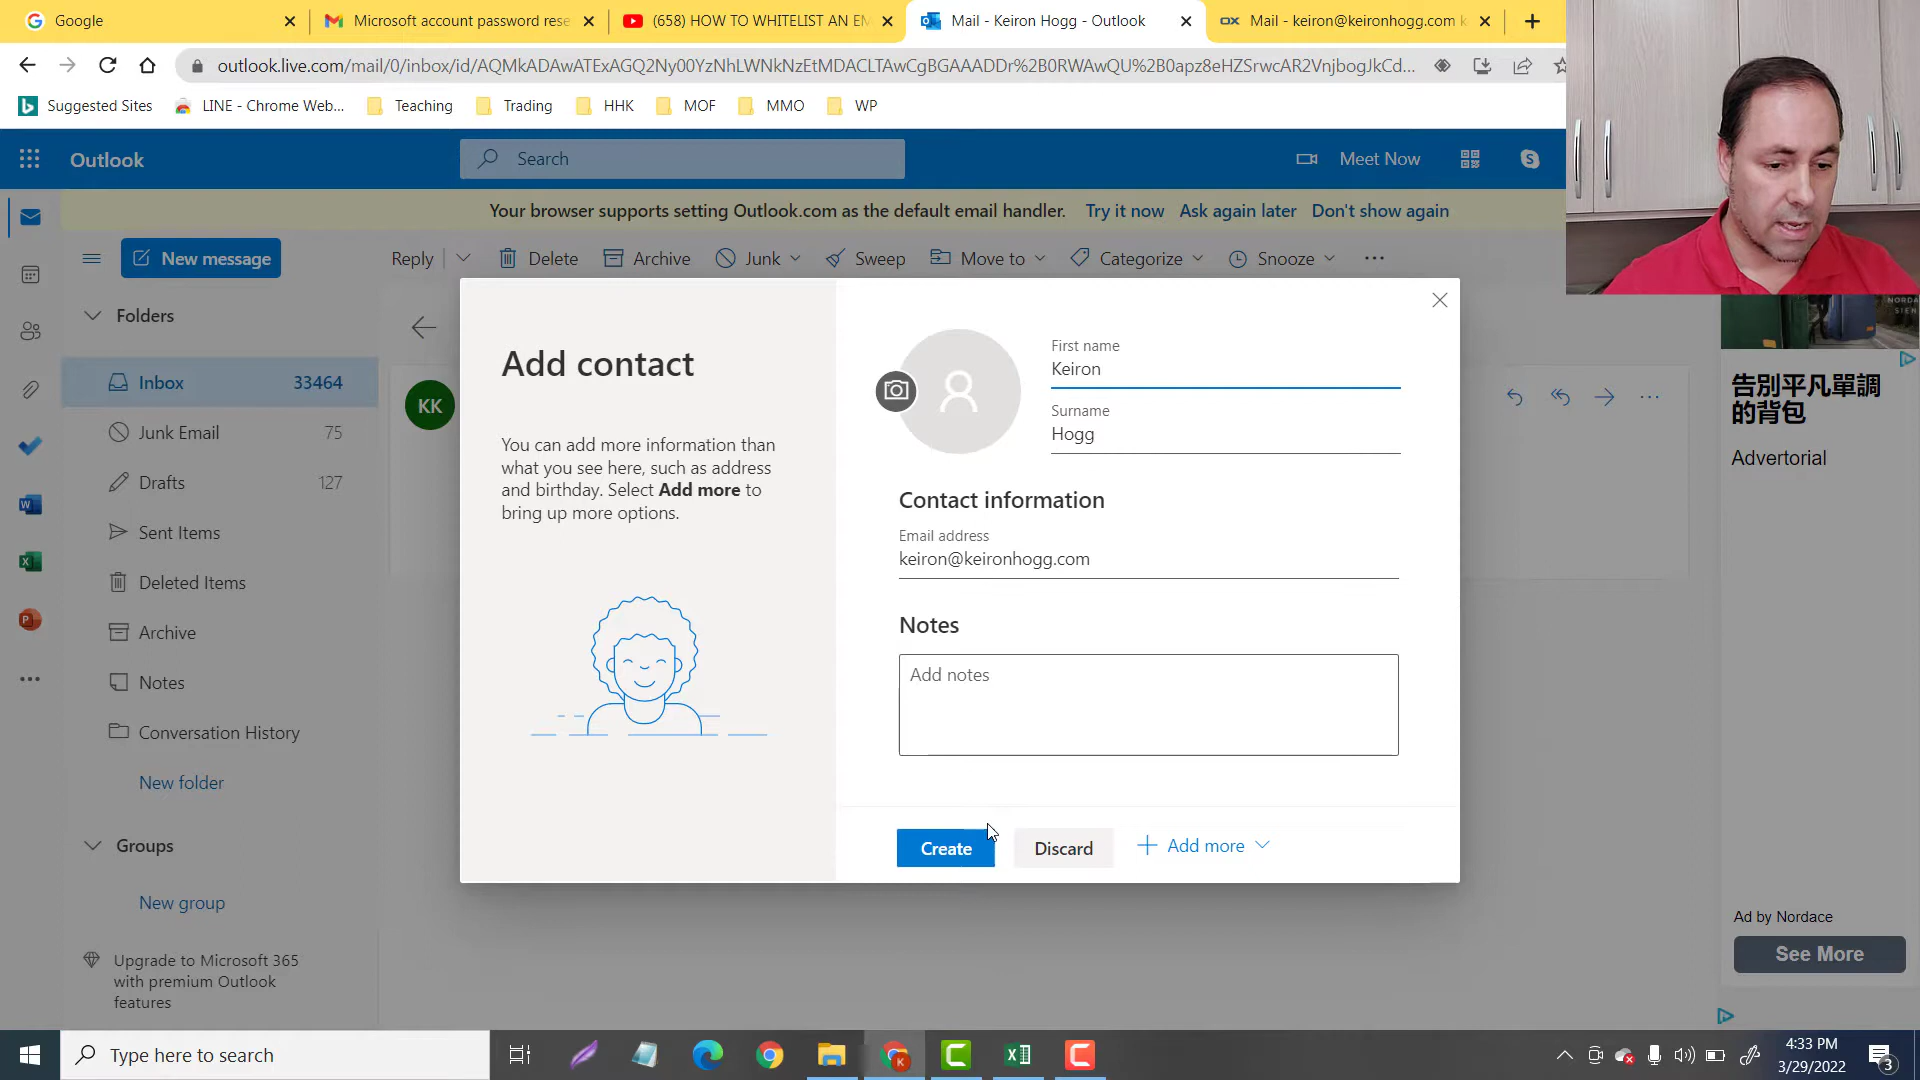 Google
Microsoft account password rese
(658) HOW TO WHITELIST AN EM
Mail - Keiron Hogg - Outlook
Mail - keiron@keironhogg.com k
outlook.live.com/mail/0/inbox/id/AQMkADAwATExAGQ2Ny00YzNhLWNkNzEtMDACLTAwCgBGAAADDr%2B0RWAwQU%2B0apz8eHZSrwcAR2VnjbogJkCd...
Suggested Sites
LINE - Chrome Web...
Teaching
Trading
HHK
MOF
MMO
WP
Outlook
Search
Meet Now
Your browser supports setting Outlook.com as the default email handler. Try it now Ask again later Don't show again
New message
Reply
Delete
Archive
Junk
Sweep
Move to
Categorize
Snooze
Folders
Inbox 33464
Junk Email 75
Drafts 127
Sent Items
Deleted Items
Archive
Notes
Conversation History
New folder
Groups
New group
Upgrade to Microsoft 365
with premium Outlook
features
KK
Add contact
You can add more information than
what you see here, such as address
and birthday. Select Add more to
bring up more options.
First name
Keiron
Surname
Hogg
Contact information
Email address
keiron@keironhogg.com
Notes
Add notes
Create
Discard
Add more
NORDA
SIEN
告別平凡單調
的背包
Advertorial
Ad by Nordace
See More
Type here to search
4:33 PM
3/29/2022
3